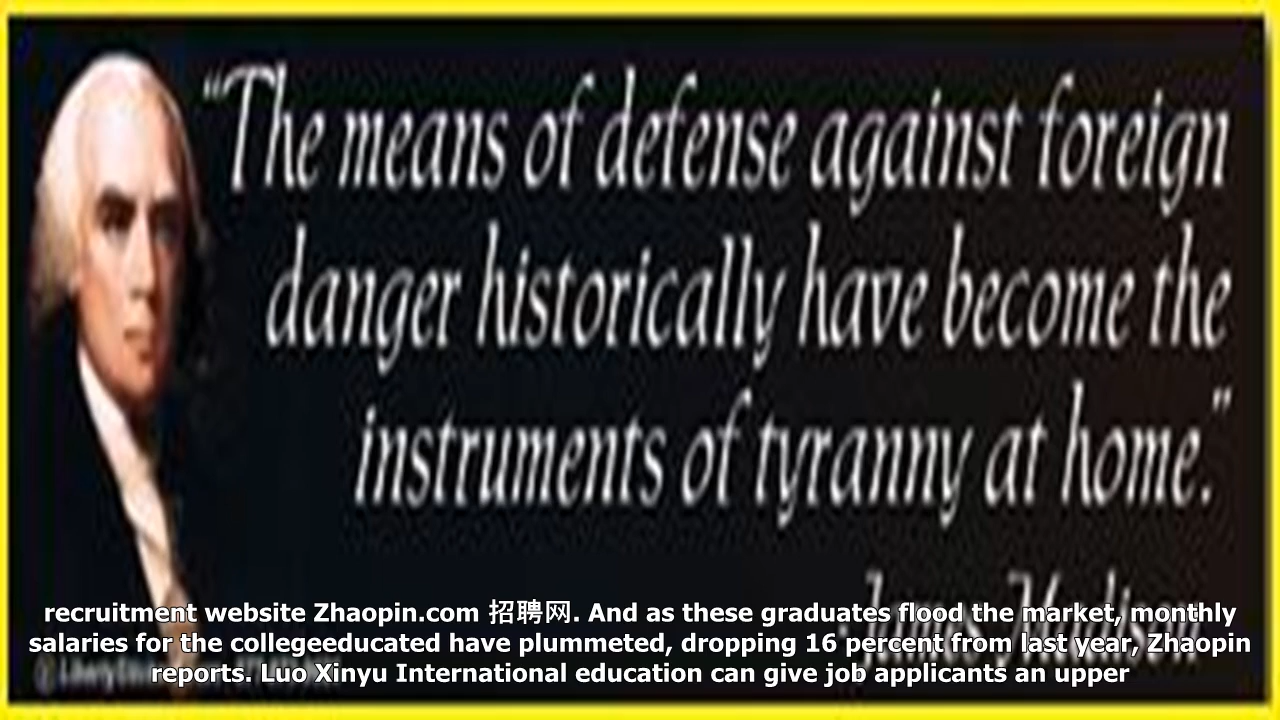 “The means of defense against foreign
danger historically have become the
instruments of tyranny at home.”
recruitment website Zhaopin.com 招聘网. And as these graduates flood the market, monthly
salaries for the collegeeducated have plummeted, dropping 16 percent from last year, Zhaopin
reports. Luo Xinyu International education can give job applicants an upper